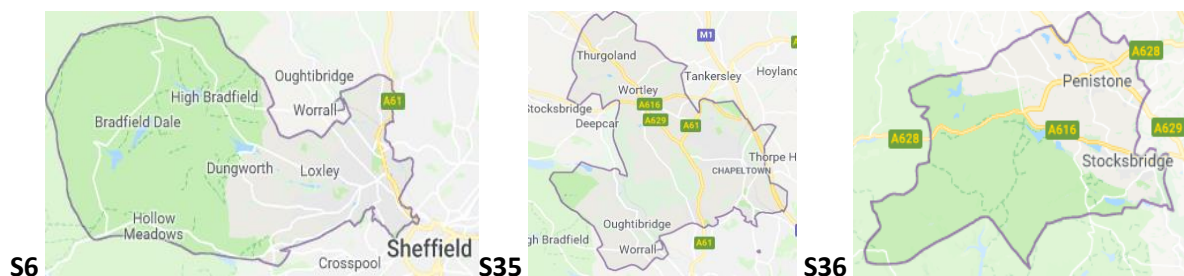 S6
Oughtibridge
High Bradfield
Worrall
A61
Bradfield Dale
Dungworth
Loxley
Hollow
Meadows
Sheffield
Crosspool
S35
M1
Thurgoland
Tankersley
Hoyland
Wortley
Stocksbridge
A616
A629
A61
Deepcar
Thorpe H
CHAPELTOWN
Oughtibridge
gh Bradfield
Worrall
A61
S36
A628
Penistone
A616
A629
A628
Stocksbridge